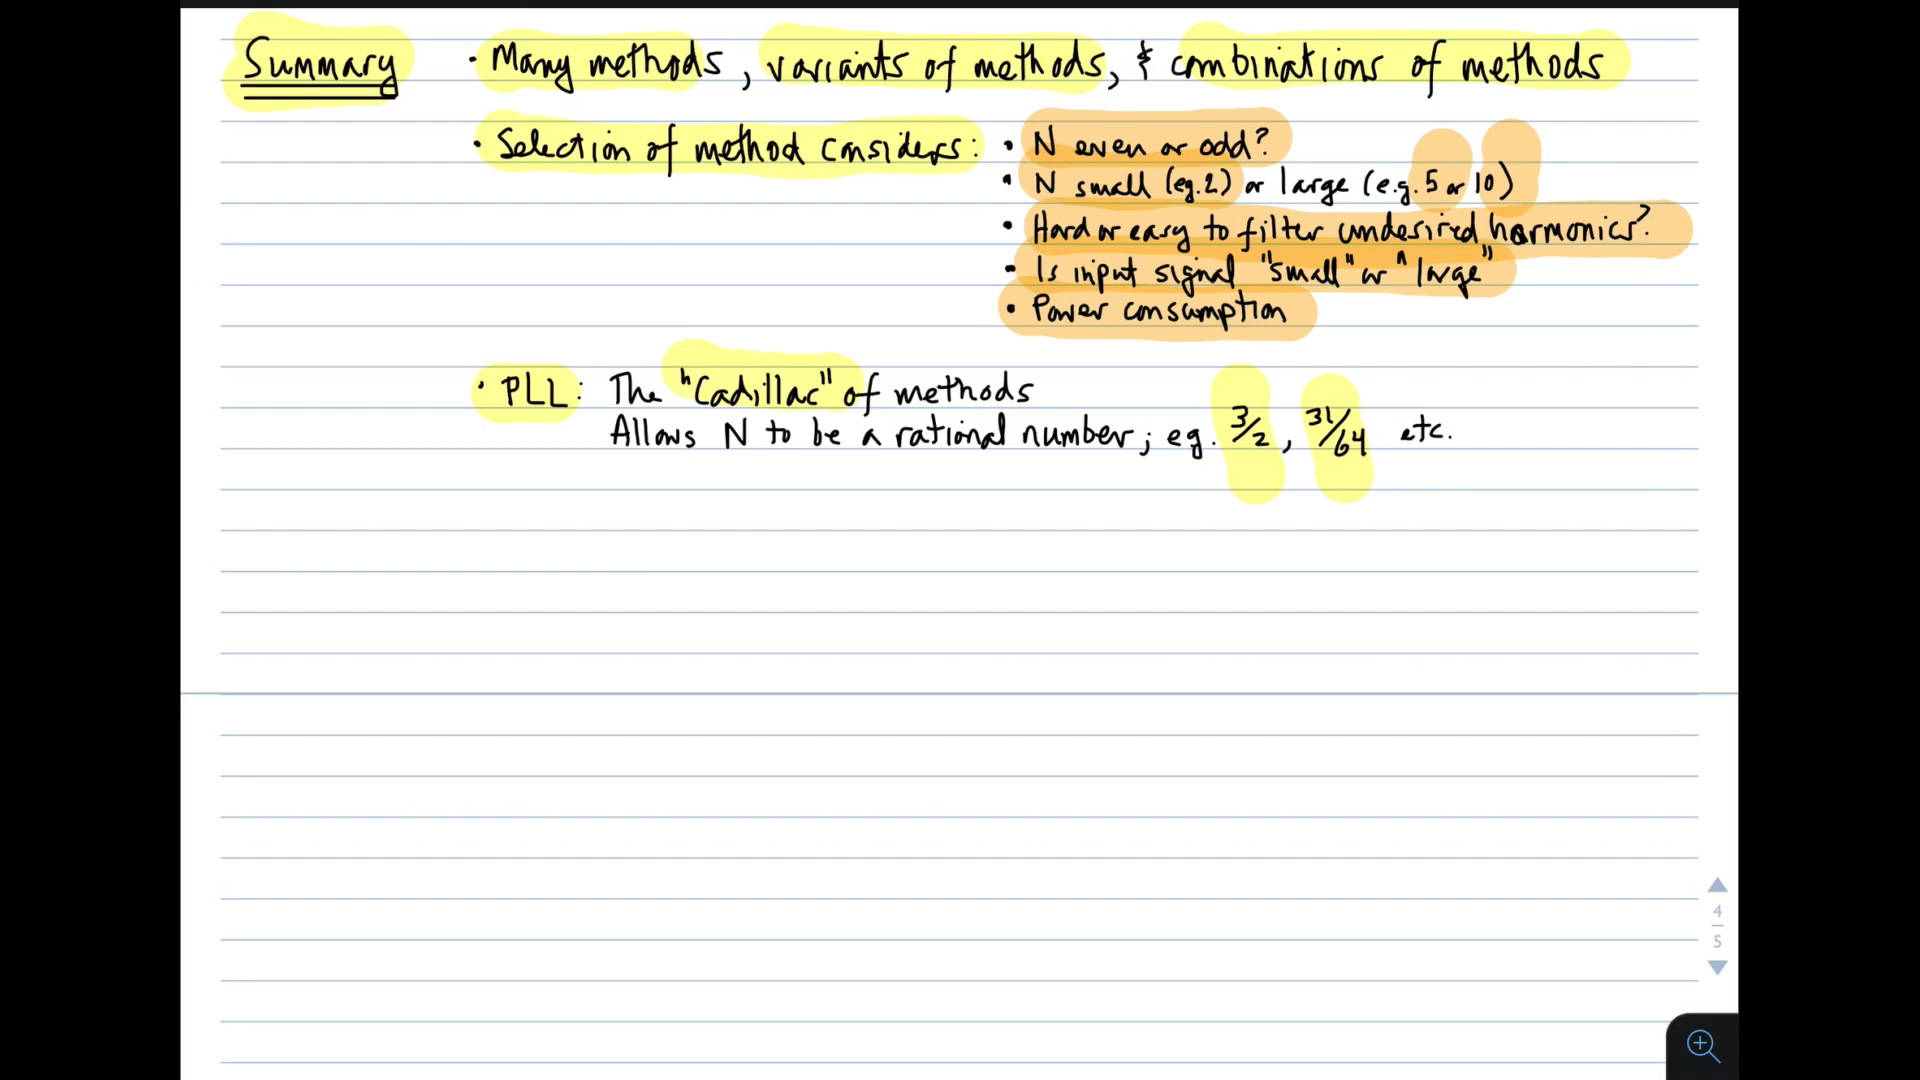 Summary • Many methods, variants of methods, & combinations of methods
• Selection of method considers: • N even or odd?
• N small (eg. 2) or large (e.g. 5 or 10)
• Hard or easy to filter undesired harmonics?
• Is input signal "small" or "large"
• Power consumption
• PLL: The "Cadillac" of methods
Allows N to be a rational number; eg. 3/2, 31/64 etc.
4
5